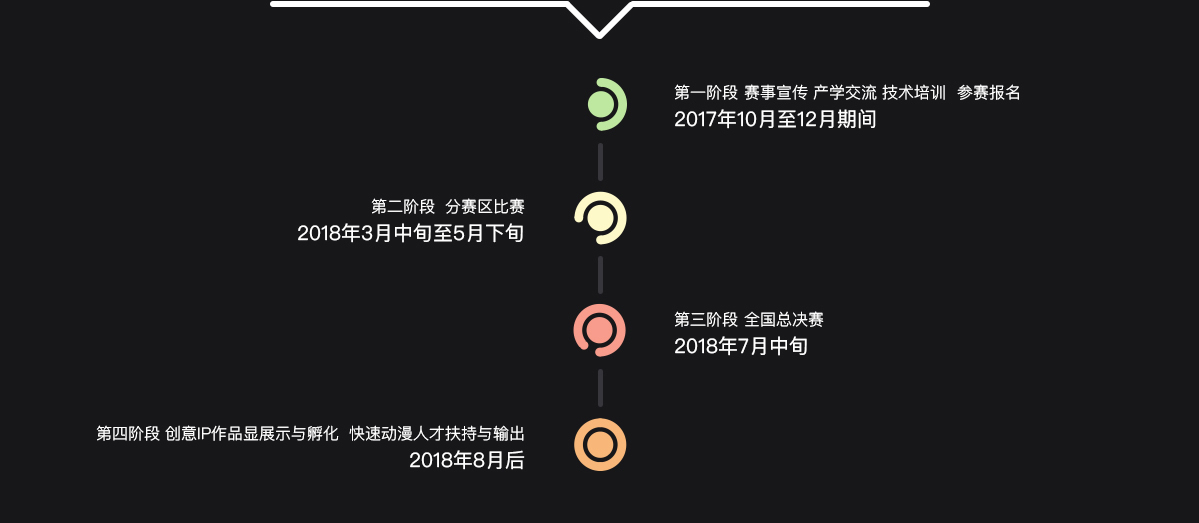 第一阶段 赛事宣传 产学交流 技术培训 参赛报名
2017年10月至12月期间
第二阶段 分赛区比赛
2018年3月中旬至5月下旬
第三阶段 全国总决赛
2018年7月中旬
第四阶段 创意IP作品显展示与孵化 快速动漫人才扶持与输出
2018年8月后